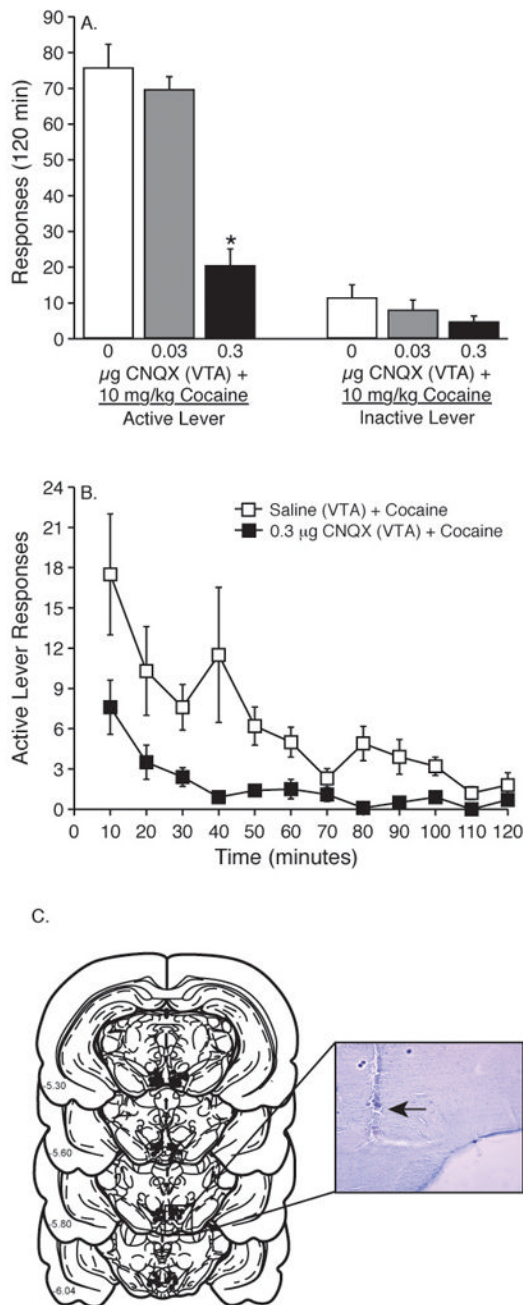 A.
Responses (120 min)
90
80
70
60
50
40
30
20
10
0
*
0 0.03 0.3
µg CNQX (VTA) +
10 mg/kg Cocaine
Active Lever
0 0.03 0.3
µg CNQX (VTA) +
10 mg/kg Cocaine
Inactive Lever
B.
Active Lever Responses
24
21
18
15
12
9
6
3
0
Saline (VTA) + Cocaine
0.3 µg CNQX (VTA) + Cocaine
0 10 20 30 40 50 60 70 80 90 100 110 120
Time (minutes)
C.
-5.30
-5.60
-5.80
-6.04